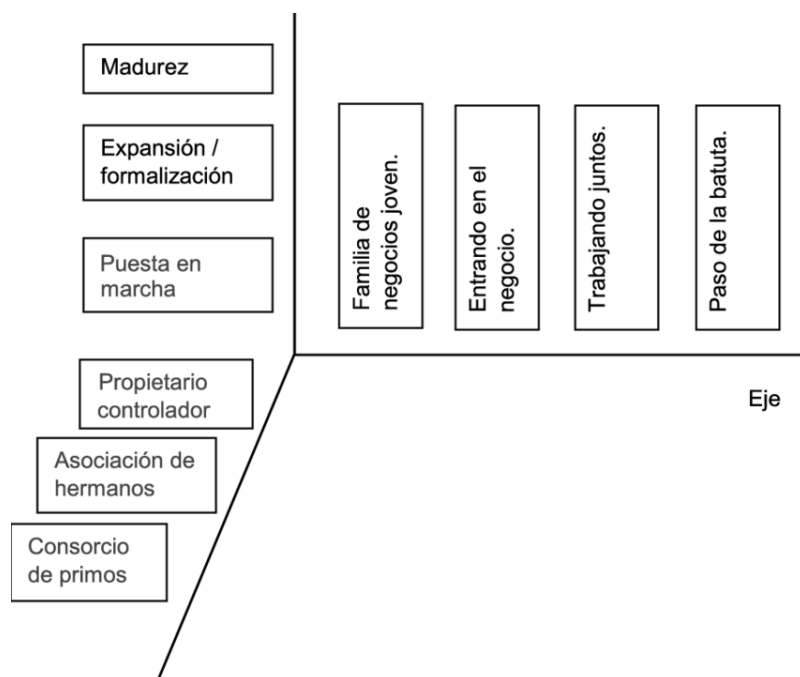 Madurez
Expansión /
formalización
Puesta en
marcha
Propietario
controlador
Asociación de
hermanos
Consorcio
de primos
Familia de
negocios joven.
Entrando en el
negocio.
Trabajando juntos.
Paso de la batuta.
Eje